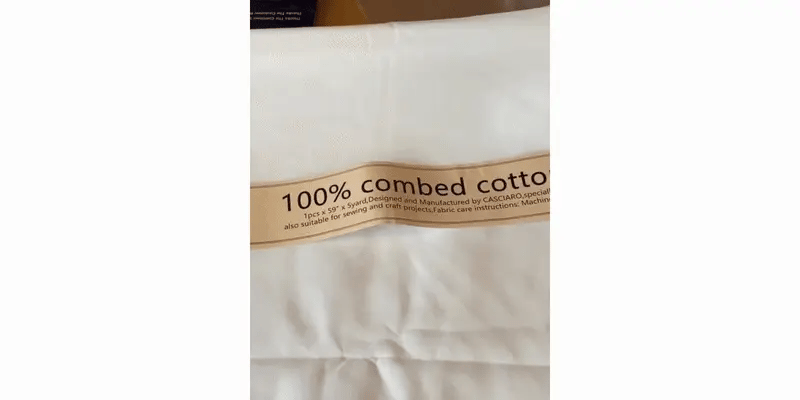 100% combed cotto
1pcs x 59" x 5yard,Designed and Manufactured by CASCIARO,speciall
also suitable for sewing and craft projects,Fabric care instructions: Machin